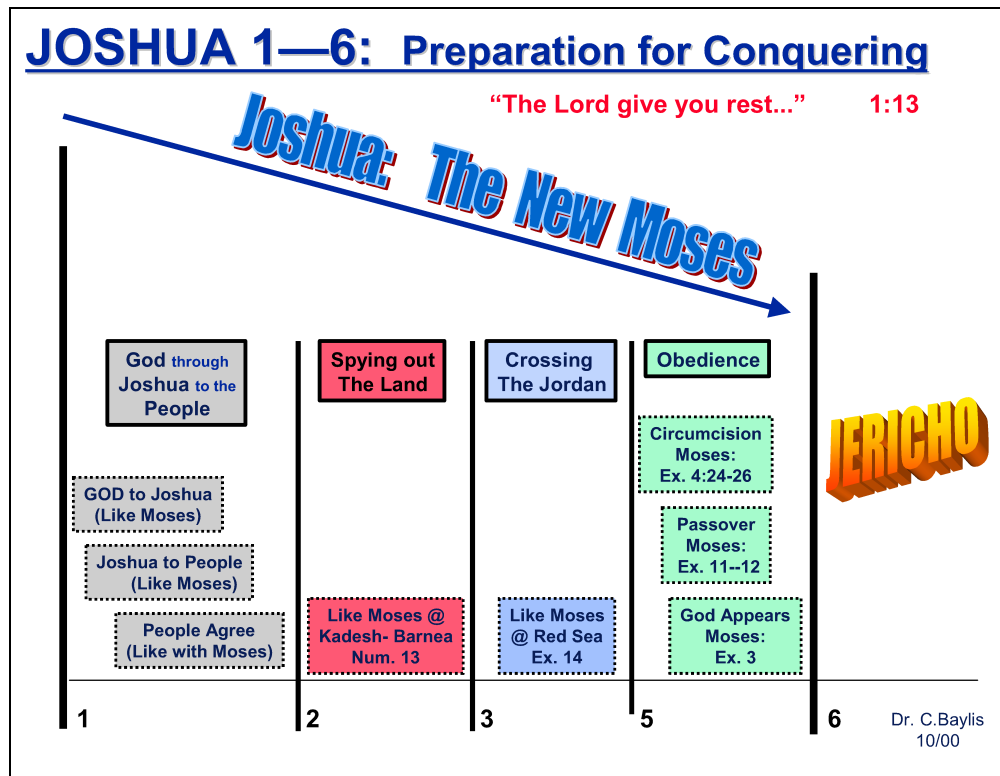 JOSHUA 1—6: Preparation for Conquering
“The Lord give you rest...” 1:13
Joshua: The New Moses
God through
Joshua to the
People
GOD to Joshua
(Like Moses)
Joshua to People
(Like Moses)
People Agree
(Like with Moses)
Spying out
The Land
Like Moses @
Kadesh- Barnea
Num. 13
Crossing
The Jordan
Like Moses
@ Red Sea
Ex. 14
Obedience
Circumcision
Moses:
Ex. 4:24-26
Passover
Moses:
Ex. 11--12
God Appears
Moses:
Ex. 3
JERICHO
1
2
3
5
6
Dr. C.Baylis
10/00